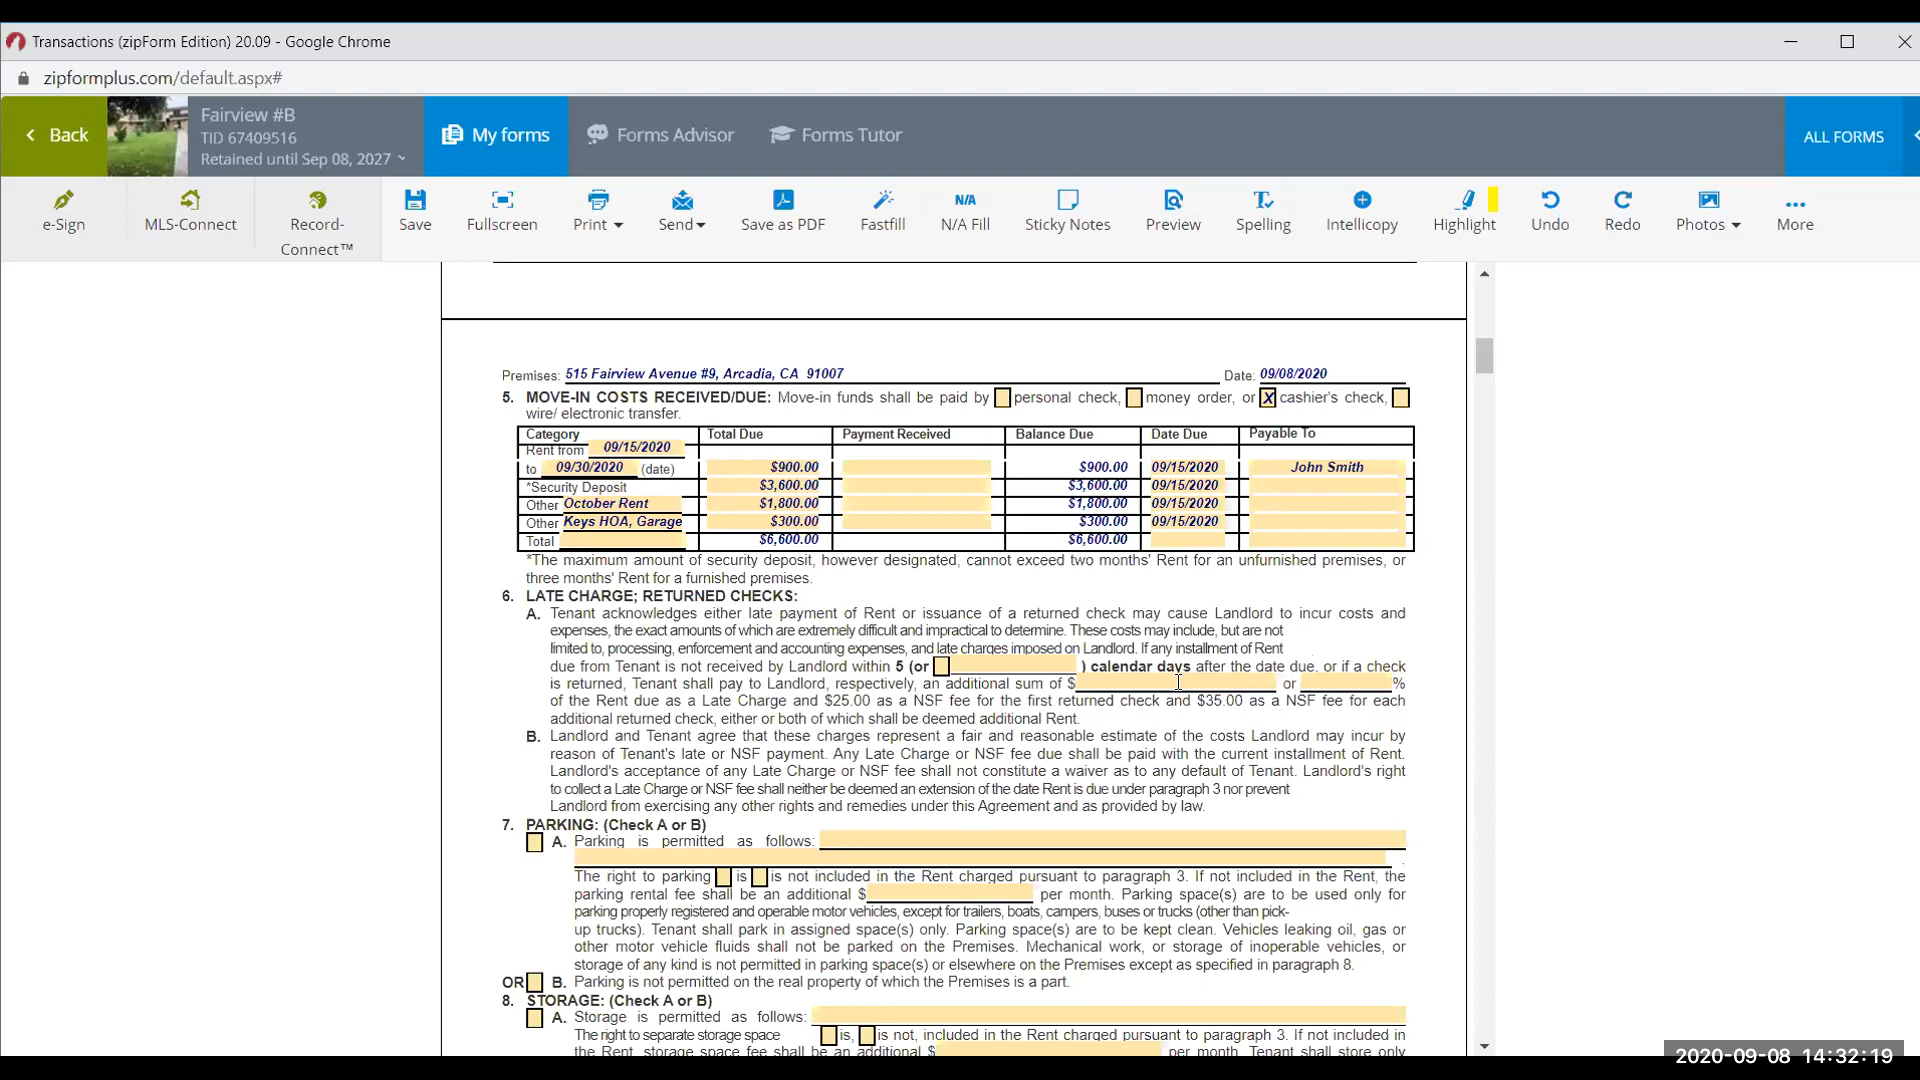 Transactions (zipForm Edition) 20.09 - Google Chrome
zipformplus.com/default.aspx#
Back
Fairview #B
TID 67409516
Retained until Sep 08, 2027
My forms
Forms Advisor
Forms Tutor
ALL FORMS
e-Sign
MLS-Connect
Record-
Connect™
Save
Fullscreen
Print
Send
Save as PDF
Fastfill
N/A
N/A Fill
Sticky Notes
Preview
Spelling
Intellicopy
Highlight
Undo
Redo
Photos
More
Premises: 515 Fairview Avenue #9, Arcadia, CA 91007 Date: 09/08/2020
5. MOVE-IN COSTS RECEIVED/DUE: Move-in funds shall be paid by personal check, money order, or X cashier's check,
wire/ electronic transfer.
Category Total Due Payment Received Balance Due Date Due Payable To
Rent from 09/15/2020
to 09/30/2020 (date) $900.00 $900.00 09/15/2020 John Smith
*Security Deposit $3,600.00 $3,600.00 09/15/2020
Other October Rent $1,800.00 $1,800.00 09/15/2020
Other Keys HOA, Garage $300.00 $300.00 09/15/2020
Total $6,600.00 $6,600.00
*The maximum amount of security deposit, however designated, cannot exceed two months' Rent for an unfurnished premises, or
three months' Rent for a furnished premises.
6. LATE CHARGE; RETURNED CHECKS:
A. Tenant acknowledges either late payment of Rent or issuance of a returned check may cause Landlord to incur costs and
expenses, the exact amounts of which are extremely difficult and impractical to determine. These costs may include, but are not
limited to, processing, enforcement and accounting expenses, and late charges imposed on Landlord. If any installment of Rent
due from Tenant is not received by Landlord within 5 (or ) calendar days after the date due, or if a check
is returned, Tenant shall pay to Landlord, respectively, an additional sum of $ or %
of the Rent due as a Late Charge and $25.00 as a NSF fee for the first returned check and $35.00 as a NSF fee for each
additional returned check, either or both of which shall be deemed additional Rent.
B. Landlord and Tenant agree that these charges represent a fair and reasonable estimate of the costs Landlord may incur by
reason of Tenant's late or NSF payment. Any Late Charge or NSF fee due shall be paid with the current installment of Rent.
Landlord's acceptance of any Late Charge or NSF fee shall not constitute a waiver as to any default of Tenant. Landlord's right
to collect a Late Charge or NSF fee shall neither be deemed an extension of the date Rent is due under paragraph 3 nor prevent
Landlord from exercising any other rights and remedies under this Agreement and as provided by law.
7. PARKING: (Check A or B)
A. Parking is permitted as follows:
.
The right to parking is is not included in the Rent charged pursuant to paragraph 3. If not included in the Rent, the
parking rental fee shall be an additional $ per month. Parking space(s) are to be used only for
parking properly registered and operable motor vehicles, except for trailers, boats, campers, buses or trucks (other than pick-
up trucks). Tenant shall park in assigned space(s) only. Parking space(s) are to be kept clean. Vehicles leaking oil, gas or
other motor vehicle fluids shall not be parked on the Premises. Mechanical work, or storage of inoperable vehicles, or
storage of any kind is not permitted in parking space(s) or elsewhere on the Premises except as specified in paragraph 8.
OR B. Parking is not permitted on the real property of which the Premises is a part.
8. STORAGE: (Check A or B)
A. Storage is permitted as follows:
The right to separate storage space is, is not, included in the Rent charged pursuant to paragraph 3. If not included in
the Rent, storage space fee shall be an additional $ per month. Tenant shall store only
2020-09-08 14:32:19